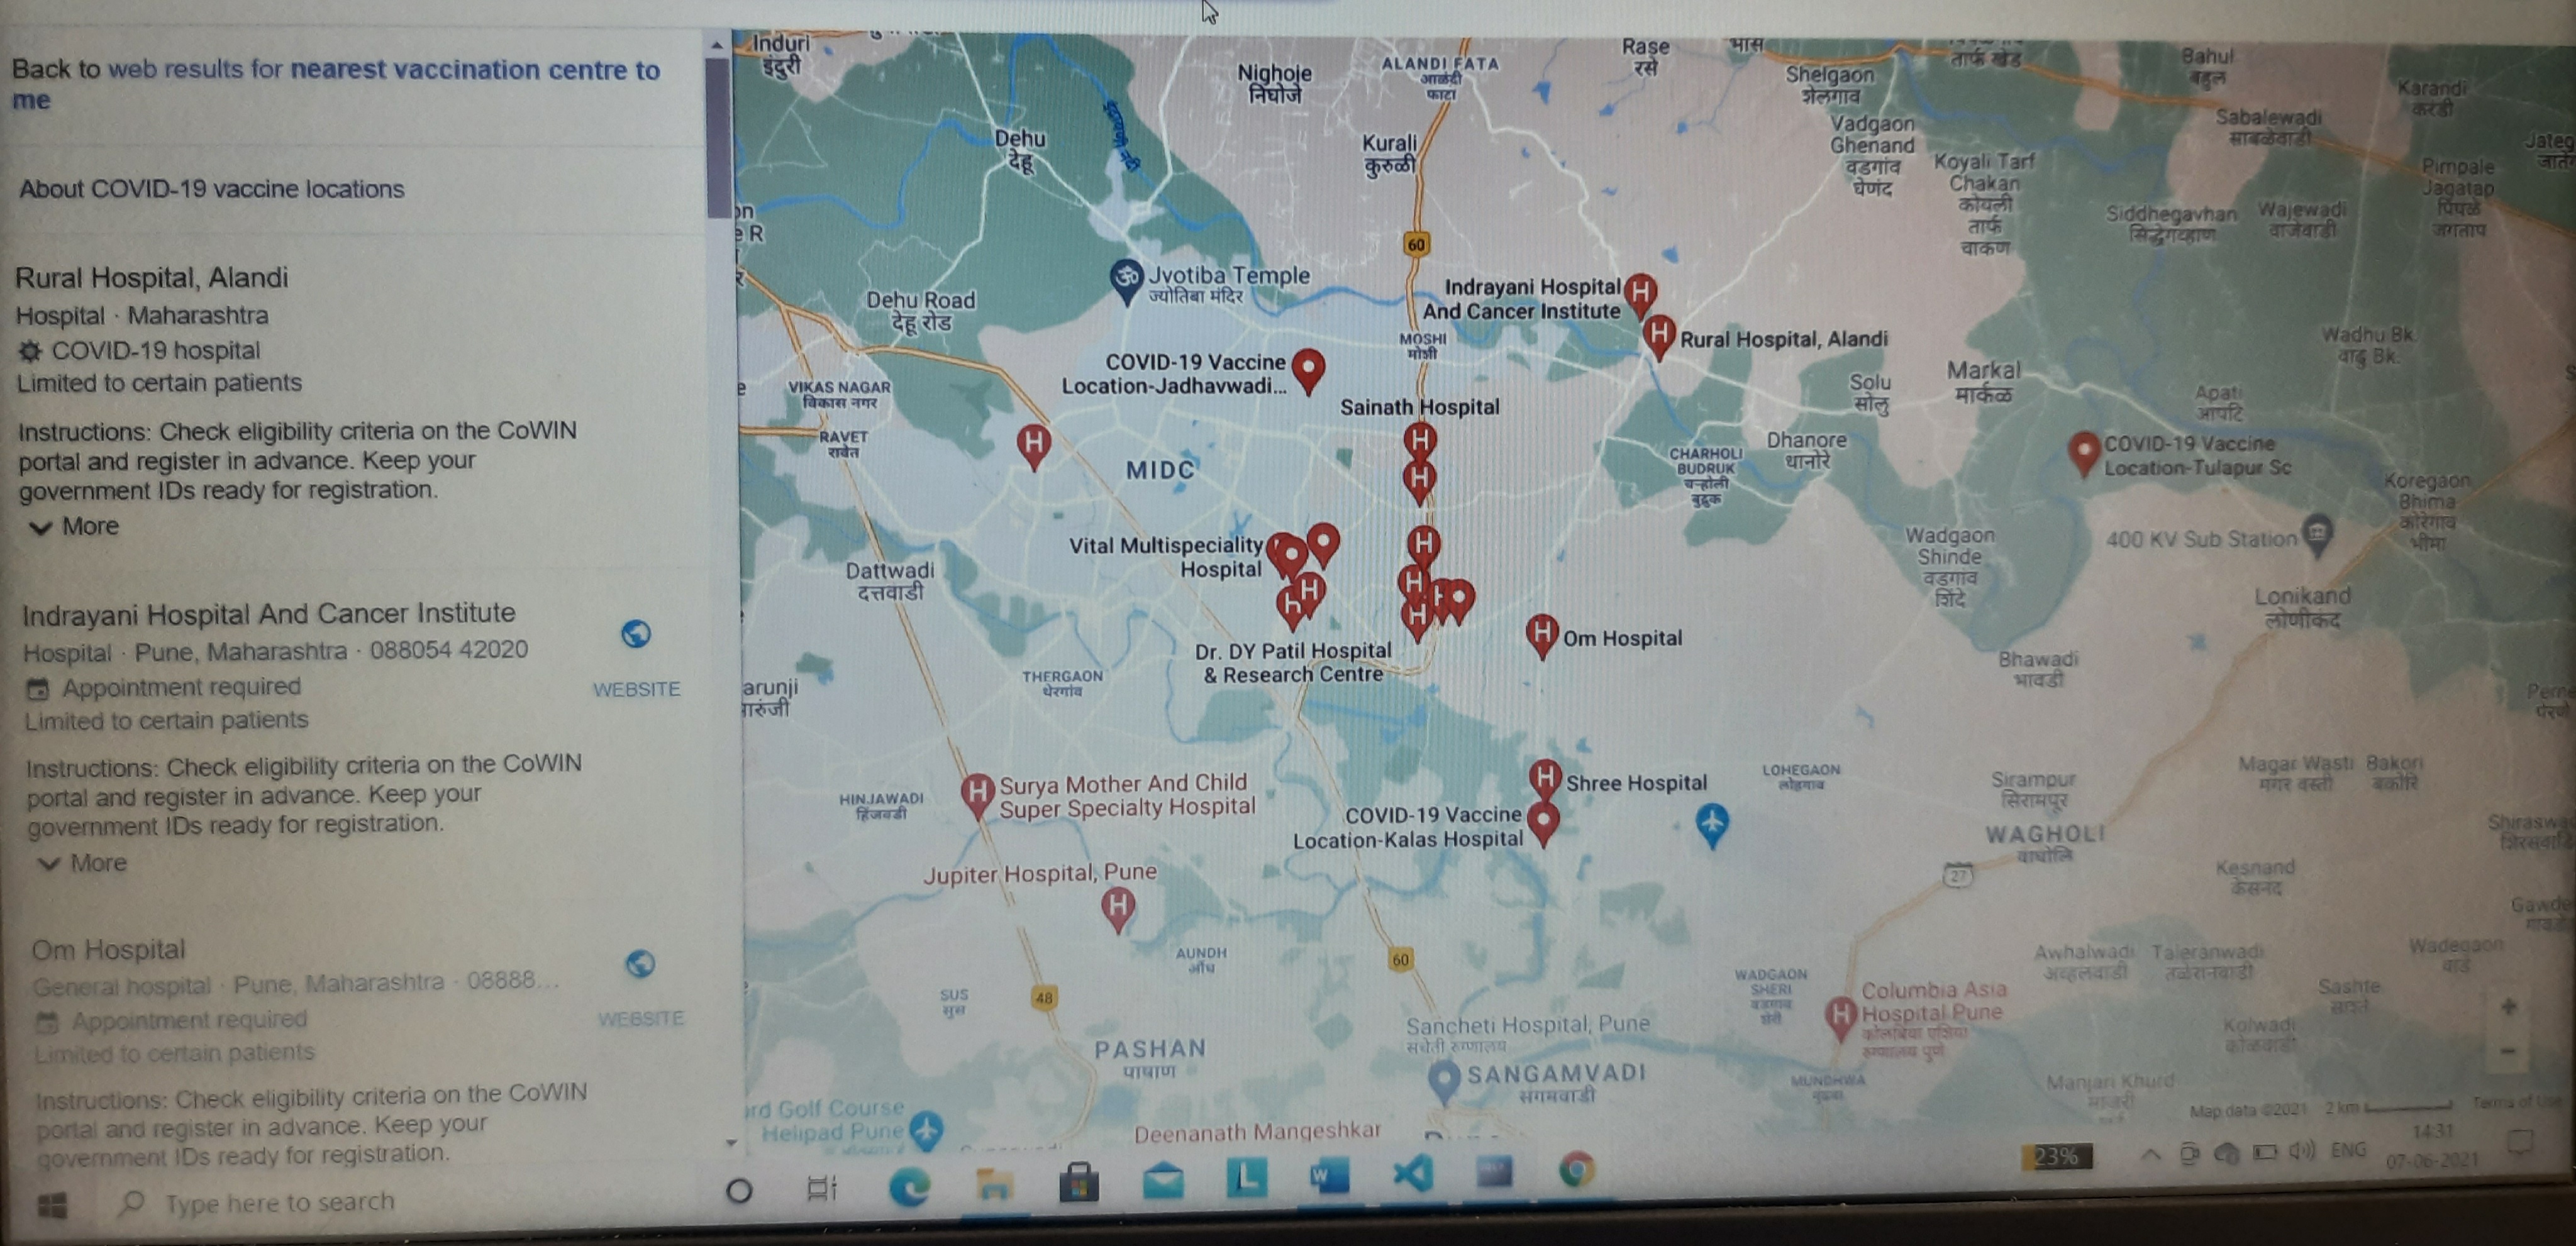 Back to web results for nearest vaccination centre to
me
About COVID-19 vaccine locations
Rural Hospital, Alandi
Hospital · Maharashtra
COVID-19 hospital
Limited to certain patients
Instructions: Check eligibility criteria on the CoWIN
portal and register in advance. Keep your
government IDs ready for registration.
More
Indrayani Hospital And Cancer Institute
Hospital · Pune, Maharashtra · 088054 42020
Appointment required
WEBSITE
Limited to certain patients
Instructions: Check eligibility criteria on the CoWIN
portal and register in advance. Keep your
government IDs ready for registration.
More
Om Hospital
General hospital · Pune, Maharashtra · 08888...
Appointment required
WEBSITE
Limited to certain patients
Instructions: Check eligibility criteria on the CoWIN
portal and register in advance. Keep your
government IDs ready for registration.
Induri
इंदुरी
Nighoje
निघोजे
ALANDI FATA
आळंदी
फाटा
Rase
रसे
Shelgaon
शेलगाव
Bahul
बहुल
Karandi
करंदी
Sabalewadi
साबळेवाडी
Dehu
देहू
Kurali
कुरुळी
Vadgaon
Ghenand
वडगांव
घेणंद
Koyali Tarf
Chakan
कोयली
तार्फ
चाकण
Pimpale
Jagatap
पिंपळे
जगताप
Siddhegavhan
सिद्धेगव्हाण
Wajewadi
वाजेवाडी
60
Jyotiba Temple
ज्योतिबा मंदिर
Dehu Road
देहू रोड
Indrayani Hospital
And Cancer Institute
Rural Hospital, Alandi
MOSHI
मोशी
Wadhu Bk.
वाढु Bk.
COVID-19 Vaccine
Location-Jadhavwadi...
VIKAS NAGAR
विकास नगर
Sainath Hospital
Solu
सोलु
Markal
मार्कळ
Apati
आपटि
RAVET
रावेत
MIDC
CHARHOLI
BUDRUK
चऱ्होली
बुद्रुक
Dhanore
धानोरे
COVID-19 Vaccine
Location-Tulapur Sc
Koregaon
Bhima
कोरेगाव
भीमा
400 KV Sub Station
Vital Multispeciality
Hospital
Wadgaon
Shinde
वडगांव
शिंदे
Dattwadi
दत्तवाडी
Lonikand
लोणीकंद
Om Hospital
Dr. DY Patil Hospital
& Research Centre
THERGAON
थेरगांव
Bhawadi
भावडी
arunji
Surya Mother And Child
Super Specialty Hospital
HINJAWADI
हिंजवडी
Shree Hospital
COVID-19 Vaccine
Location-Kalas Hospital
LOHEGAON
लोहगाव
Sirampur
सिरामपूर
WAGHOLI
वाघोलि
Magar Wasti
मगर वस्ती
Bakori
बकोरि
27
Kesnand
केसनद
Jupiter Hospital, Pune
AUNDH
औंध
60
SUS
सुस
48
WADGAON
SHERI
वडगाव
शेरी
Awhalwadi
अव्हलवाडी
Taleranwadi
तळेरानवाडी
Wadegaon
Columbia Asia
Hospital Pune
कोलंबिया एशिया
रुग्णालय पुणे
Sashte
साष्टे
Kolwadi
कोळवाडी
Sancheti Hospital, Pune
संचेती रुग्णालय
PASHAN
पाषाण
SANGAMVADI
संगमवाडी
MUNDHWA
मुंढवा
Manjari Khurd
ord Golf Course
Helipad Pune
Deenanath Mangeshkar
Map data ©2021
2 km
Terms of Use
Type here to search
23%
ENG
14:31
07-06-2021